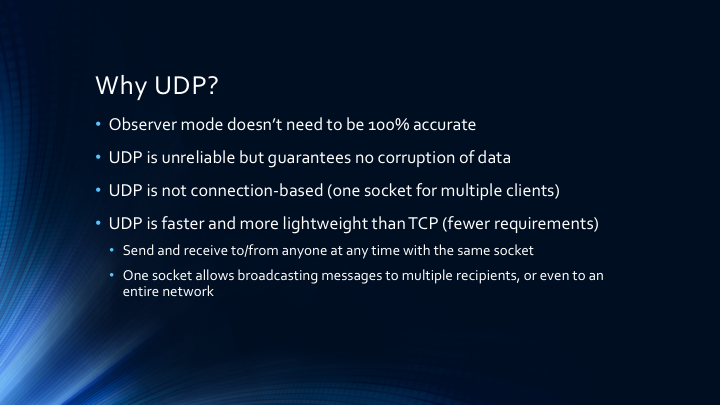 Why UDP?
• Observer mode doesn’t need to be 100% accurate
• UDP is unreliable but guarantees no corruption of data
• UDP is not connection-based (one socket for multiple clients)
• UDP is faster and more lightweight than TCP (fewer requirements)
• Send and receive to/from anyone at any time with the same socket
• One socket allows broadcasting messages to multiple recipients, or even to an
entire network